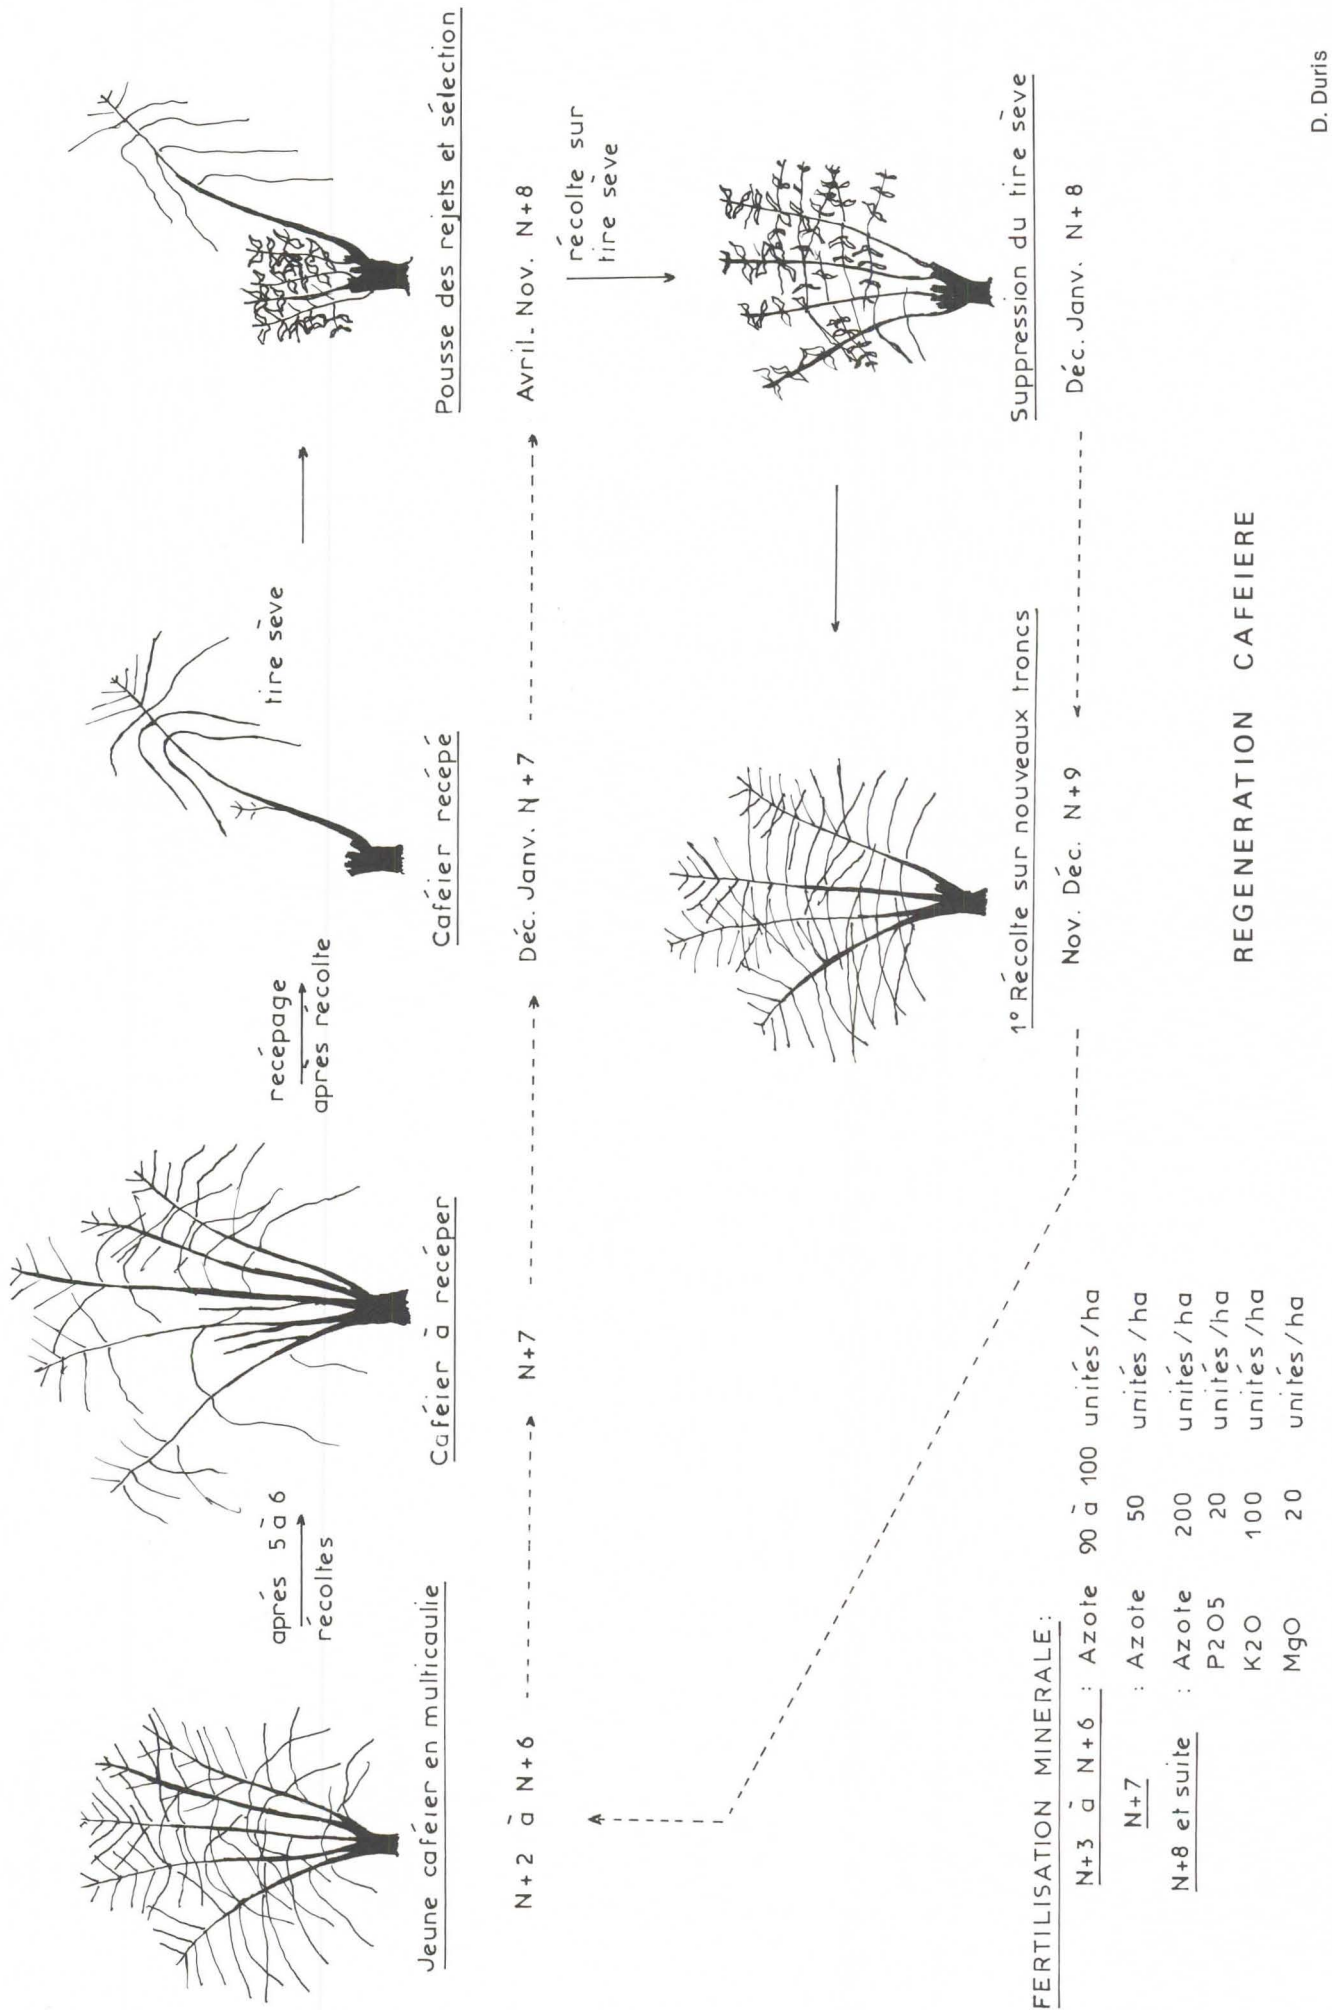 Jeune caféier en multicaulie
N+2 à N+6
après 5 à 6
récoltes
Caféier à recéper
N+7
recépage
après récolte
Caféier recépé
Déc. Janv. N+7
tire sève
Pousse des rejets et sélection
Avril. Nov. N+8
récolte sur
tire sève
Suppression du tire sève
Déc. Janv. N+8
1° Récolte sur nouveaux troncs
Nov. Déc. N+9
FERTILISATION MINERALE:
N+3 à N+6 : Azote 90 à 100 unités/ha
N+7 : Azote 50 unités/ha
N+8 et suite : Azote 200 unités/ha
P2O5 20 unités/ha
K2O 100 unités/ha
MgO 20 unités/ha
REGENERATION CAFEIERE
D. Duris